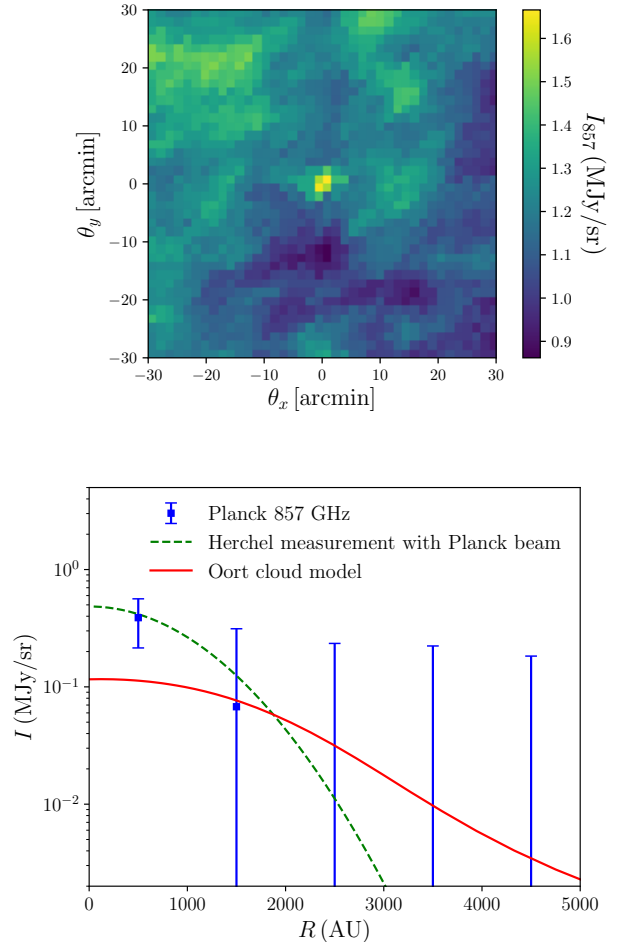 30
20
10
0
−10
−20
−30
θy [arcmin]
−30 −20 −10 0 10 20 30
θx [arcmin]
1.6
1.5
1.4
1.3
1.2
1.1
1.0
0.9
I857 (MJy/sr)
Planck 857 GHz
Herchel measurement with Planck beam
Oort cloud model
10⁰
10⁻¹
10⁻²
I (MJy/sr)
0 1000 2000 3000 4000 5000
R (AU)